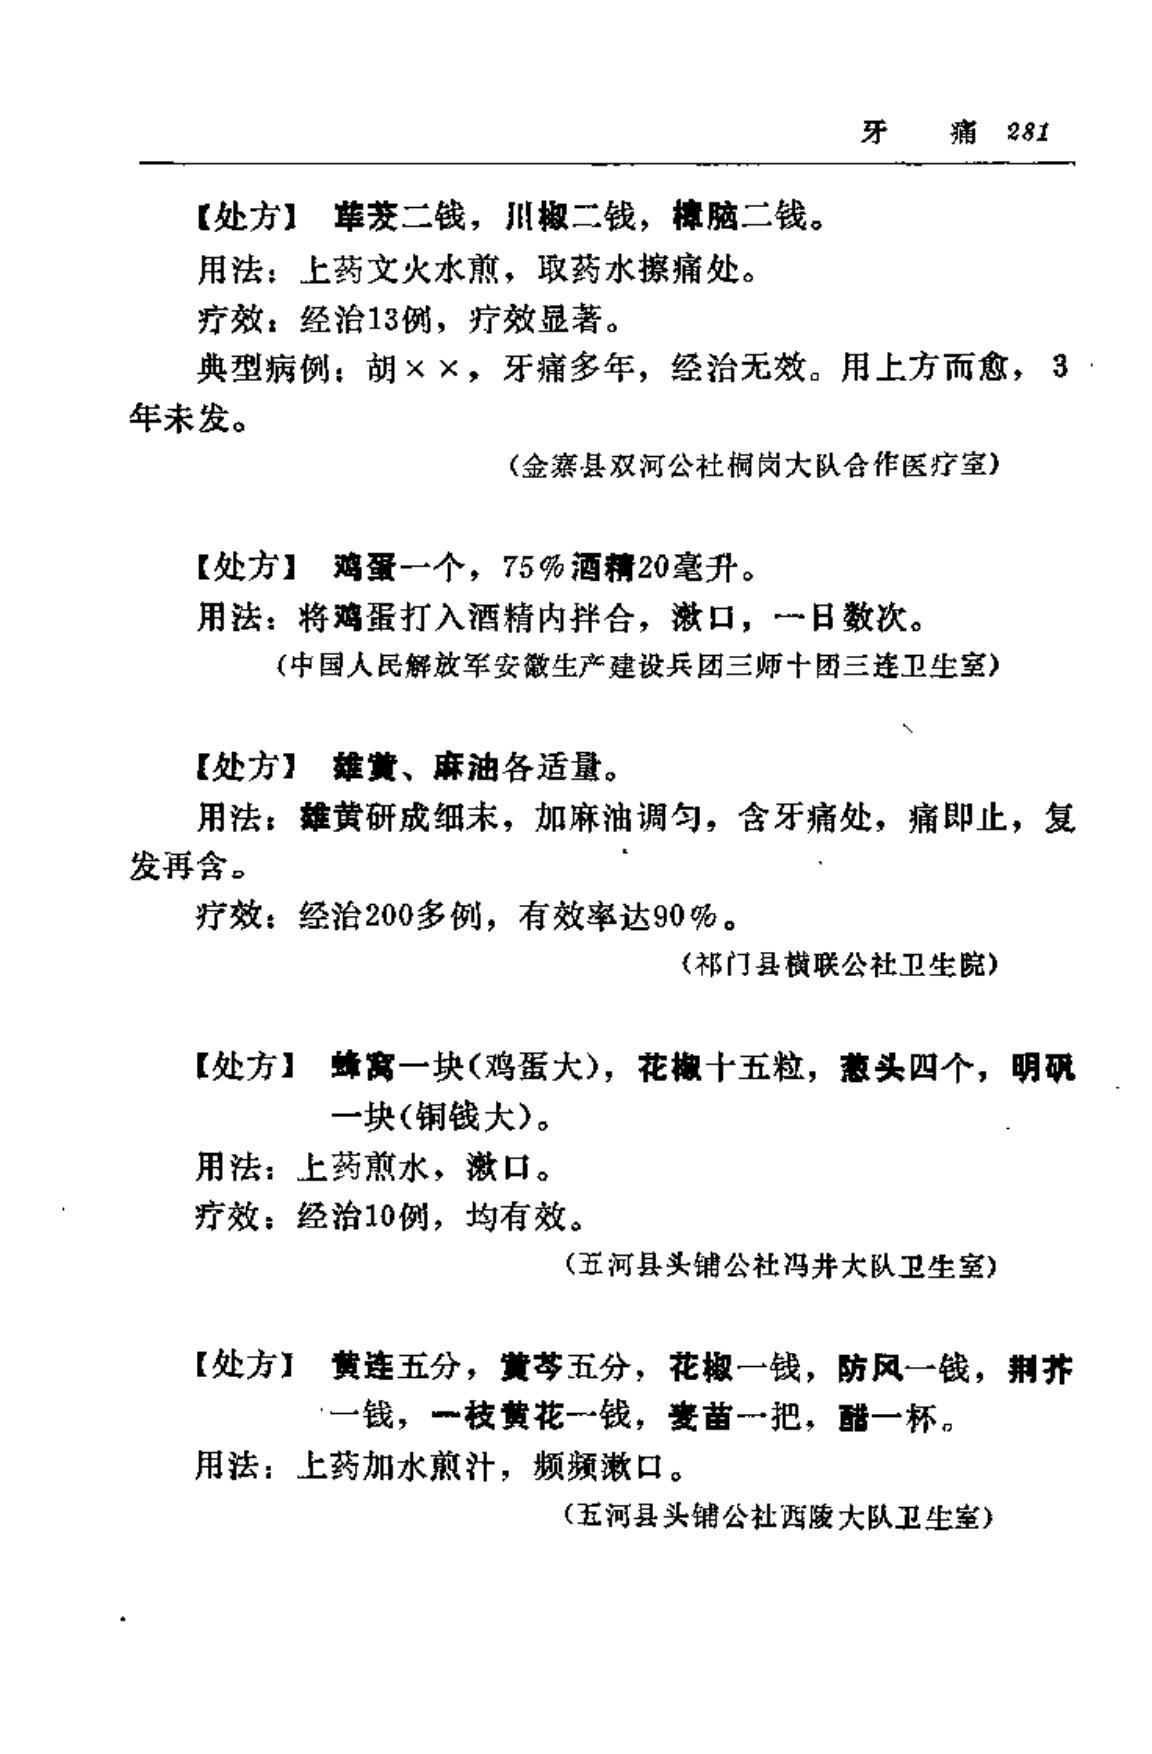 牙 痛 281
【处方】 荜茇二钱，川椒二钱，樟脑二钱。
用法：上药文火水煎，取药水擦痛处。
疗效：经治13例，疗效显著。
典型病例：胡××，牙痛多年，经治无效。用上方而愈，3
年未发。
（金寨县双河公社桐岗大队合作医疗室）
【处方】 鸡蛋一个，75%酒精20毫升。
用法：将鸡蛋打入酒精内拌合，漱口，一日数次。
（中国人民解放军安徽生产建设兵团三师十团三连卫生室）
【处方】 雄黄、麻油各适量。
用法：雄黄研成细末，加麻油调匀，含牙痛处，痛即止，复
发再含。
疗效：经治200多例，有效率达90%。
（祁门县横联公社卫生院）
【处方】 蜂窝一块（鸡蛋大），花椒十五粒，葱头四个，明矾
一块（铜钱大）。
用法：上药煎水，漱口。
疗效：经治10例，均有效。
（五河县头铺公社冯井大队卫生室）
【处方】 黄连五分，黄芩五分，花椒一钱，防风一钱，荆芥
一钱，一枝黄花一钱，麦苗一把，醋一杯。
用法：上药加水煎汁，频频漱口。
（五河县头铺公社西陵大队卫生室）